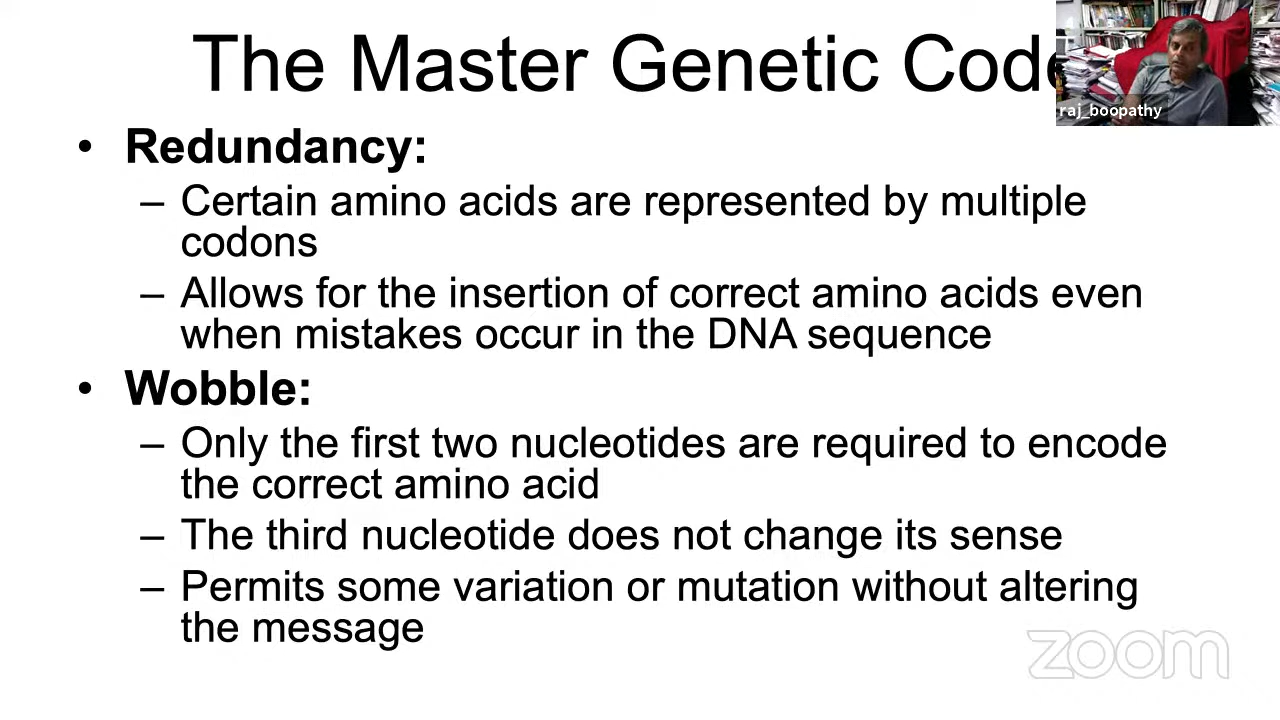 The Master Genetic Code
raj_boopathy
• Redundancy:
– Certain amino acids are represented by multiple
codons
– Allows for the insertion of correct amino acids even
when mistakes occur in the DNA sequence
• Wobble:
– Only the first two nucleotides are required to encode
the correct amino acid
– The third nucleotide does not change its sense
– Permits some variation or mutation without altering
the message
zoom